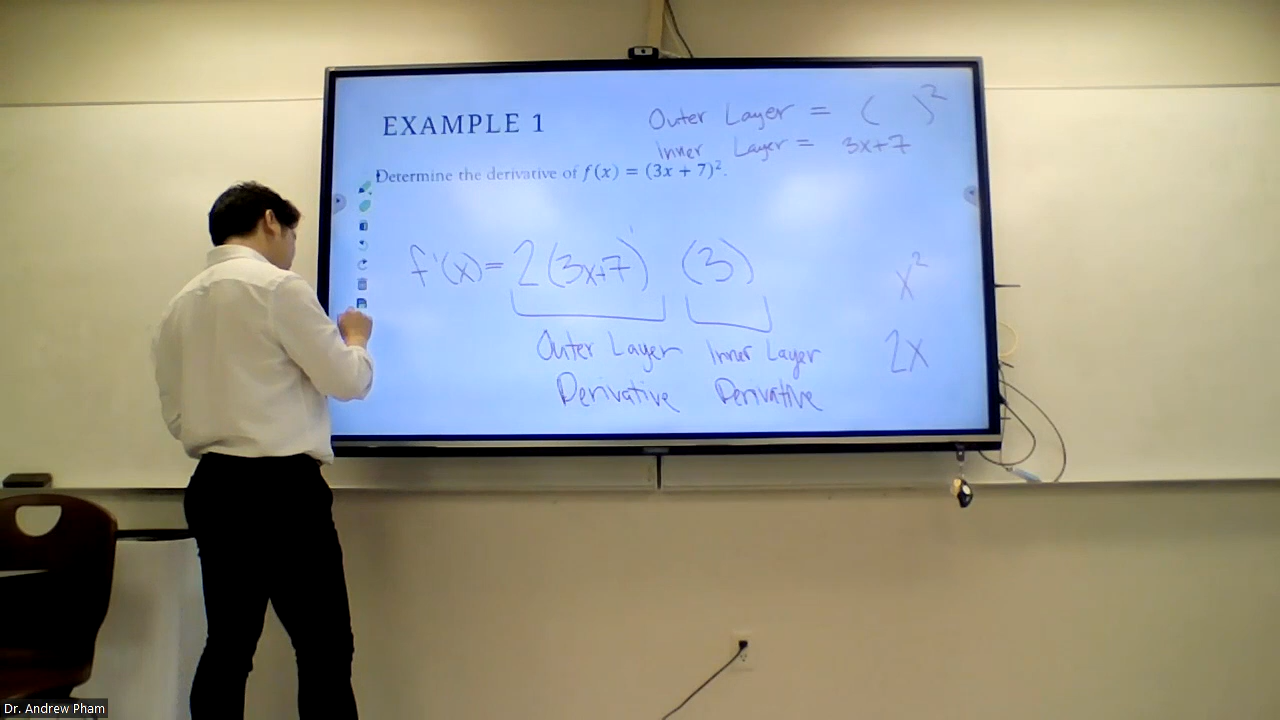 EXAMPLE 1
Outer Layer = ( )²
Inner Layer = 3x+7
Determine the derivative of f(x) = (3x + 7)².
f'(x) = 2(3x+7)' (3)
x²
Outer Layer Inner Layer
2x
Derivative Derivative
Dr. Andrew Pham